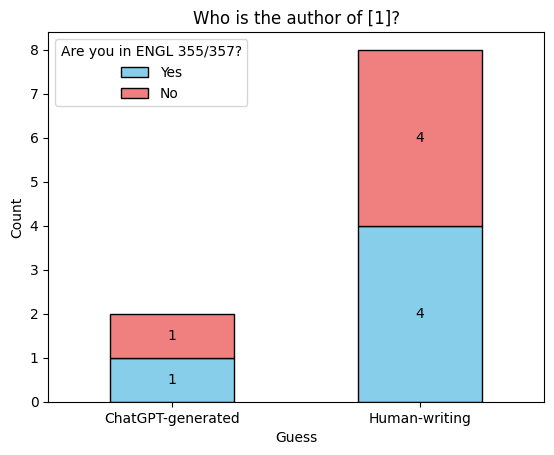 Who is the author of [1]?
Are you in ENGL 355/357?
Yes
No
8
7
6
5
4
3
2
1
0
Count
4
4
1
1
ChatGPT-generated
Human-writing
Guess